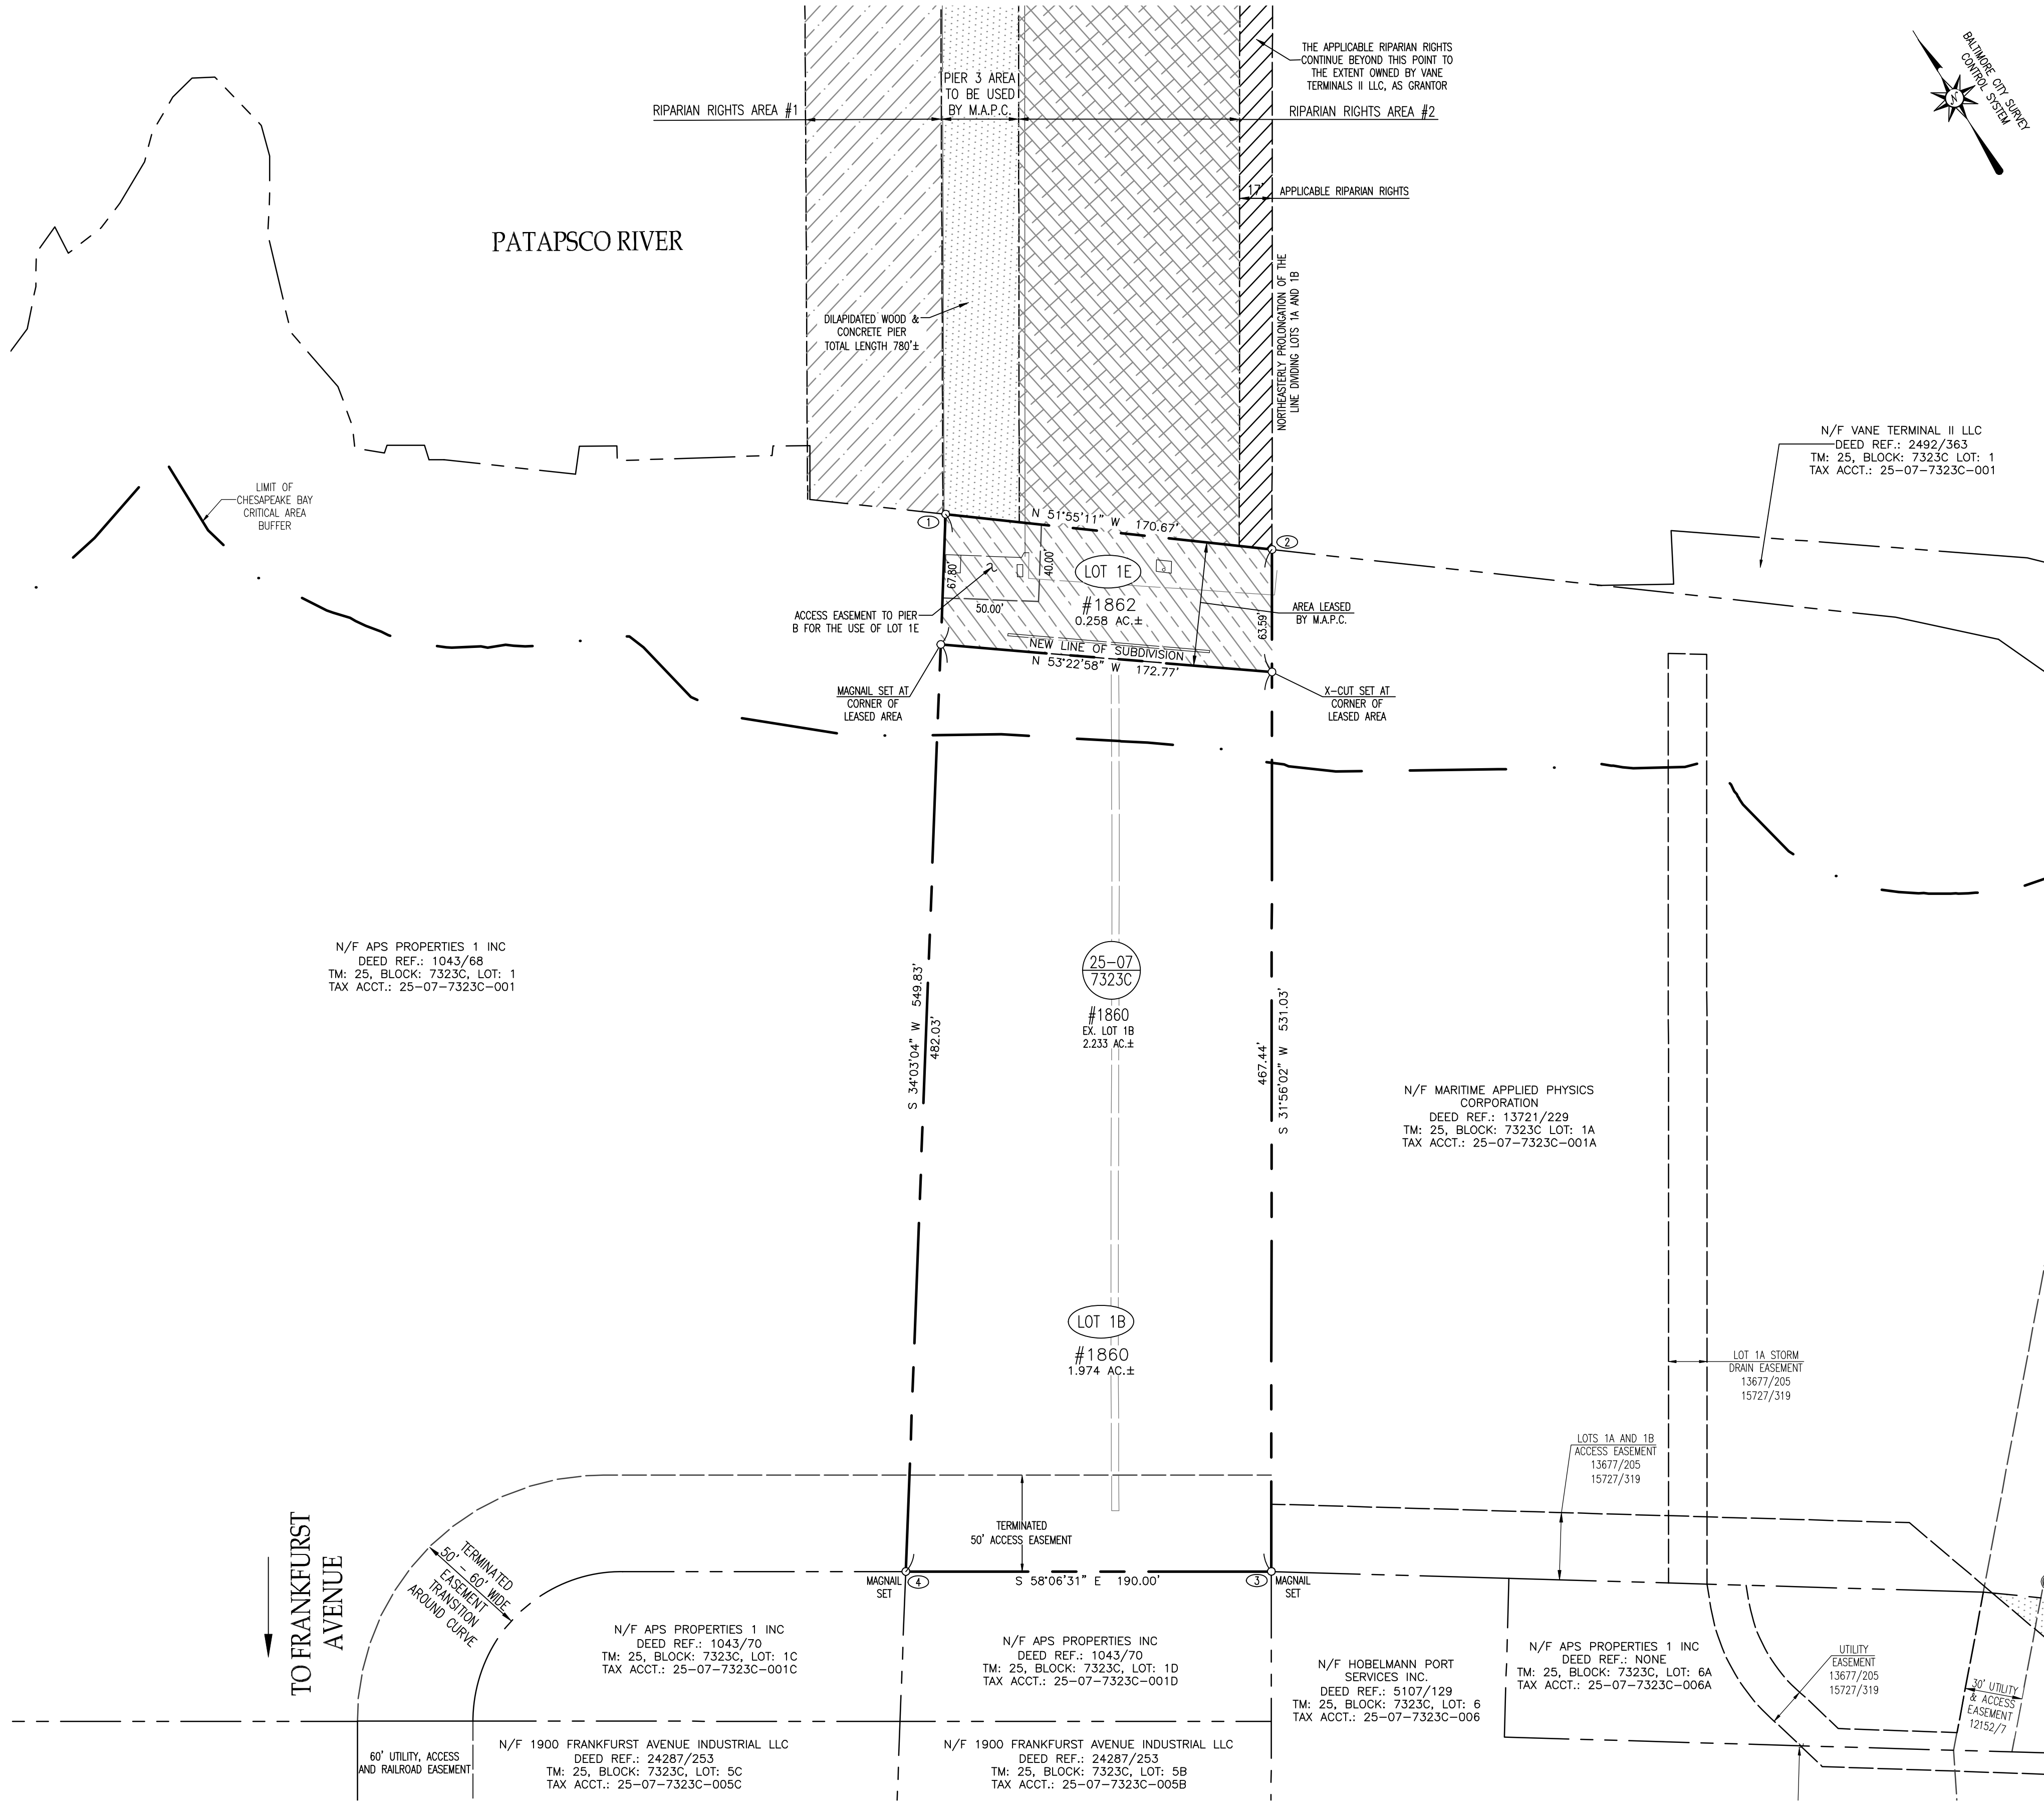 THE APPLICABLE RIPARIAN RIGHTS
CONTINUE BEYOND THIS POINT TO
THE EXTENT OWNED BY VANE
TERMINALS II LLC, AS GRANTOR
BALTIMORE CITY SURVEY
CONTROL SYSTEM
N
PIER 3 AREA
TO BE USED
BY M.A.P.C.
RIPARIAN RIGHTS AREA #1
RIPARIAN RIGHTS AREA #2
17'
APPLICABLE RIPARIAN RIGHTS
PATAPSCO RIVER
NORTHEASTERLY PROLONGATION OF THE
LINE DIVIDING LOTS 1A AND 1B
DILAPIDATED WOOD &
CONCRETE PIER
TOTAL LENGTH 780'±
N/F VANE TERMINAL II LLC
DEED REF.: 2492/363
TM: 25, BLOCK: 7323C LOT: 1
TAX ACCT.: 25-07-7323C-001
LIMIT OF
CHESAPEAKE BAY
CRITICAL AREA
BUFFER
1
N 51°55'11" W 170.67'
2
67.80'
40.00'
50.00'
LOT 1E
#1862
0.258 AC.±
63.59'
ACCESS EASEMENT TO PIER
B FOR THE USE OF LOT 1E
AREA LEASED
BY M.A.P.C.
NEW LINE OF SUBDIVISION
N 53°22'58" W 172.77'
MAGNAIL SET AT
CORNER OF
LEASED AREA
X-CUT SET AT
CORNER OF
LEASED AREA
N/F APS PROPERTIES 1 INC
DEED REF.: 1043/68
TM: 25, BLOCK: 7323C, LOT: 1
TAX ACCT.: 25-07-7323C-001
S 34°03'04" W 549.83'
482.03'
25-07
7323C
#1860
EX. LOT 1B
2.233 AC.±
467.44'
S 31°56'02" W 531.03'
N/F MARITIME APPLIED PHYSICS
CORPORATION
DEED REF.: 13721/229
TM: 25, BLOCK: 7323C LOT: 1A
TAX ACCT.: 25-07-7323C-001A
LOT 1B
#1860
1.974 AC.±
LOT 1A STORM
DRAIN EASEMENT
13677/205
15727/319
LOTS 1A AND 1B
ACCESS EASEMENT
13677/205
15727/319
TERMINATED
50' ACCESS EASEMENT
TO FRANKFURST
AVENUE
TERMINATED
50' - 60' WIDE
EASEMENT
TRANSITION
AROUND CURVE
MAGNAIL
SET
4
S 58°06'31" E 190.00'
3
MAGNAIL
SET
N/F APS PROPERTIES 1 INC
DEED REF.: 1043/70
TM: 25, BLOCK: 7323C, LOT: 1C
TAX ACCT.: 25-07-7323C-001C
N/F APS PROPERTIES INC
DEED REF.: 1043/70
TM: 25, BLOCK: 7323C, LOT: 1D
TAX ACCT.: 25-07-7323C-001D
N/F HOBELMANN PORT
SERVICES INC.
DEED REF.: 5107/129
TM: 25, BLOCK: 7323C, LOT: 6
TAX ACCT.: 25-07-7323C-006
N/F APS PROPERTIES 1 INC
DEED REF.: NONE
TM: 25, BLOCK: 7323C, LOT: 6A
TAX ACCT.: 25-07-7323C-006A
UTILITY
EASEMENT
13677/205
15727/319
30' UTILITY
& ACCESS
EASEMENT
12152/7
60' UTILITY, ACCESS
AND RAILROAD EASEMENT
N/F 1900 FRANKFURST AVENUE INDUSTRIAL LLC
DEED REF.: 24287/253
TM: 25, BLOCK: 7323C, LOT: 5C
TAX ACCT.: 25-07-7323C-005C
N/F 1900 FRANKFURST AVENUE INDUSTRIAL LLC
DEED REF.: 24287/253
TM: 25, BLOCK: 7323C, LOT: 5B
TAX ACCT.: 25-07-7323C-005B